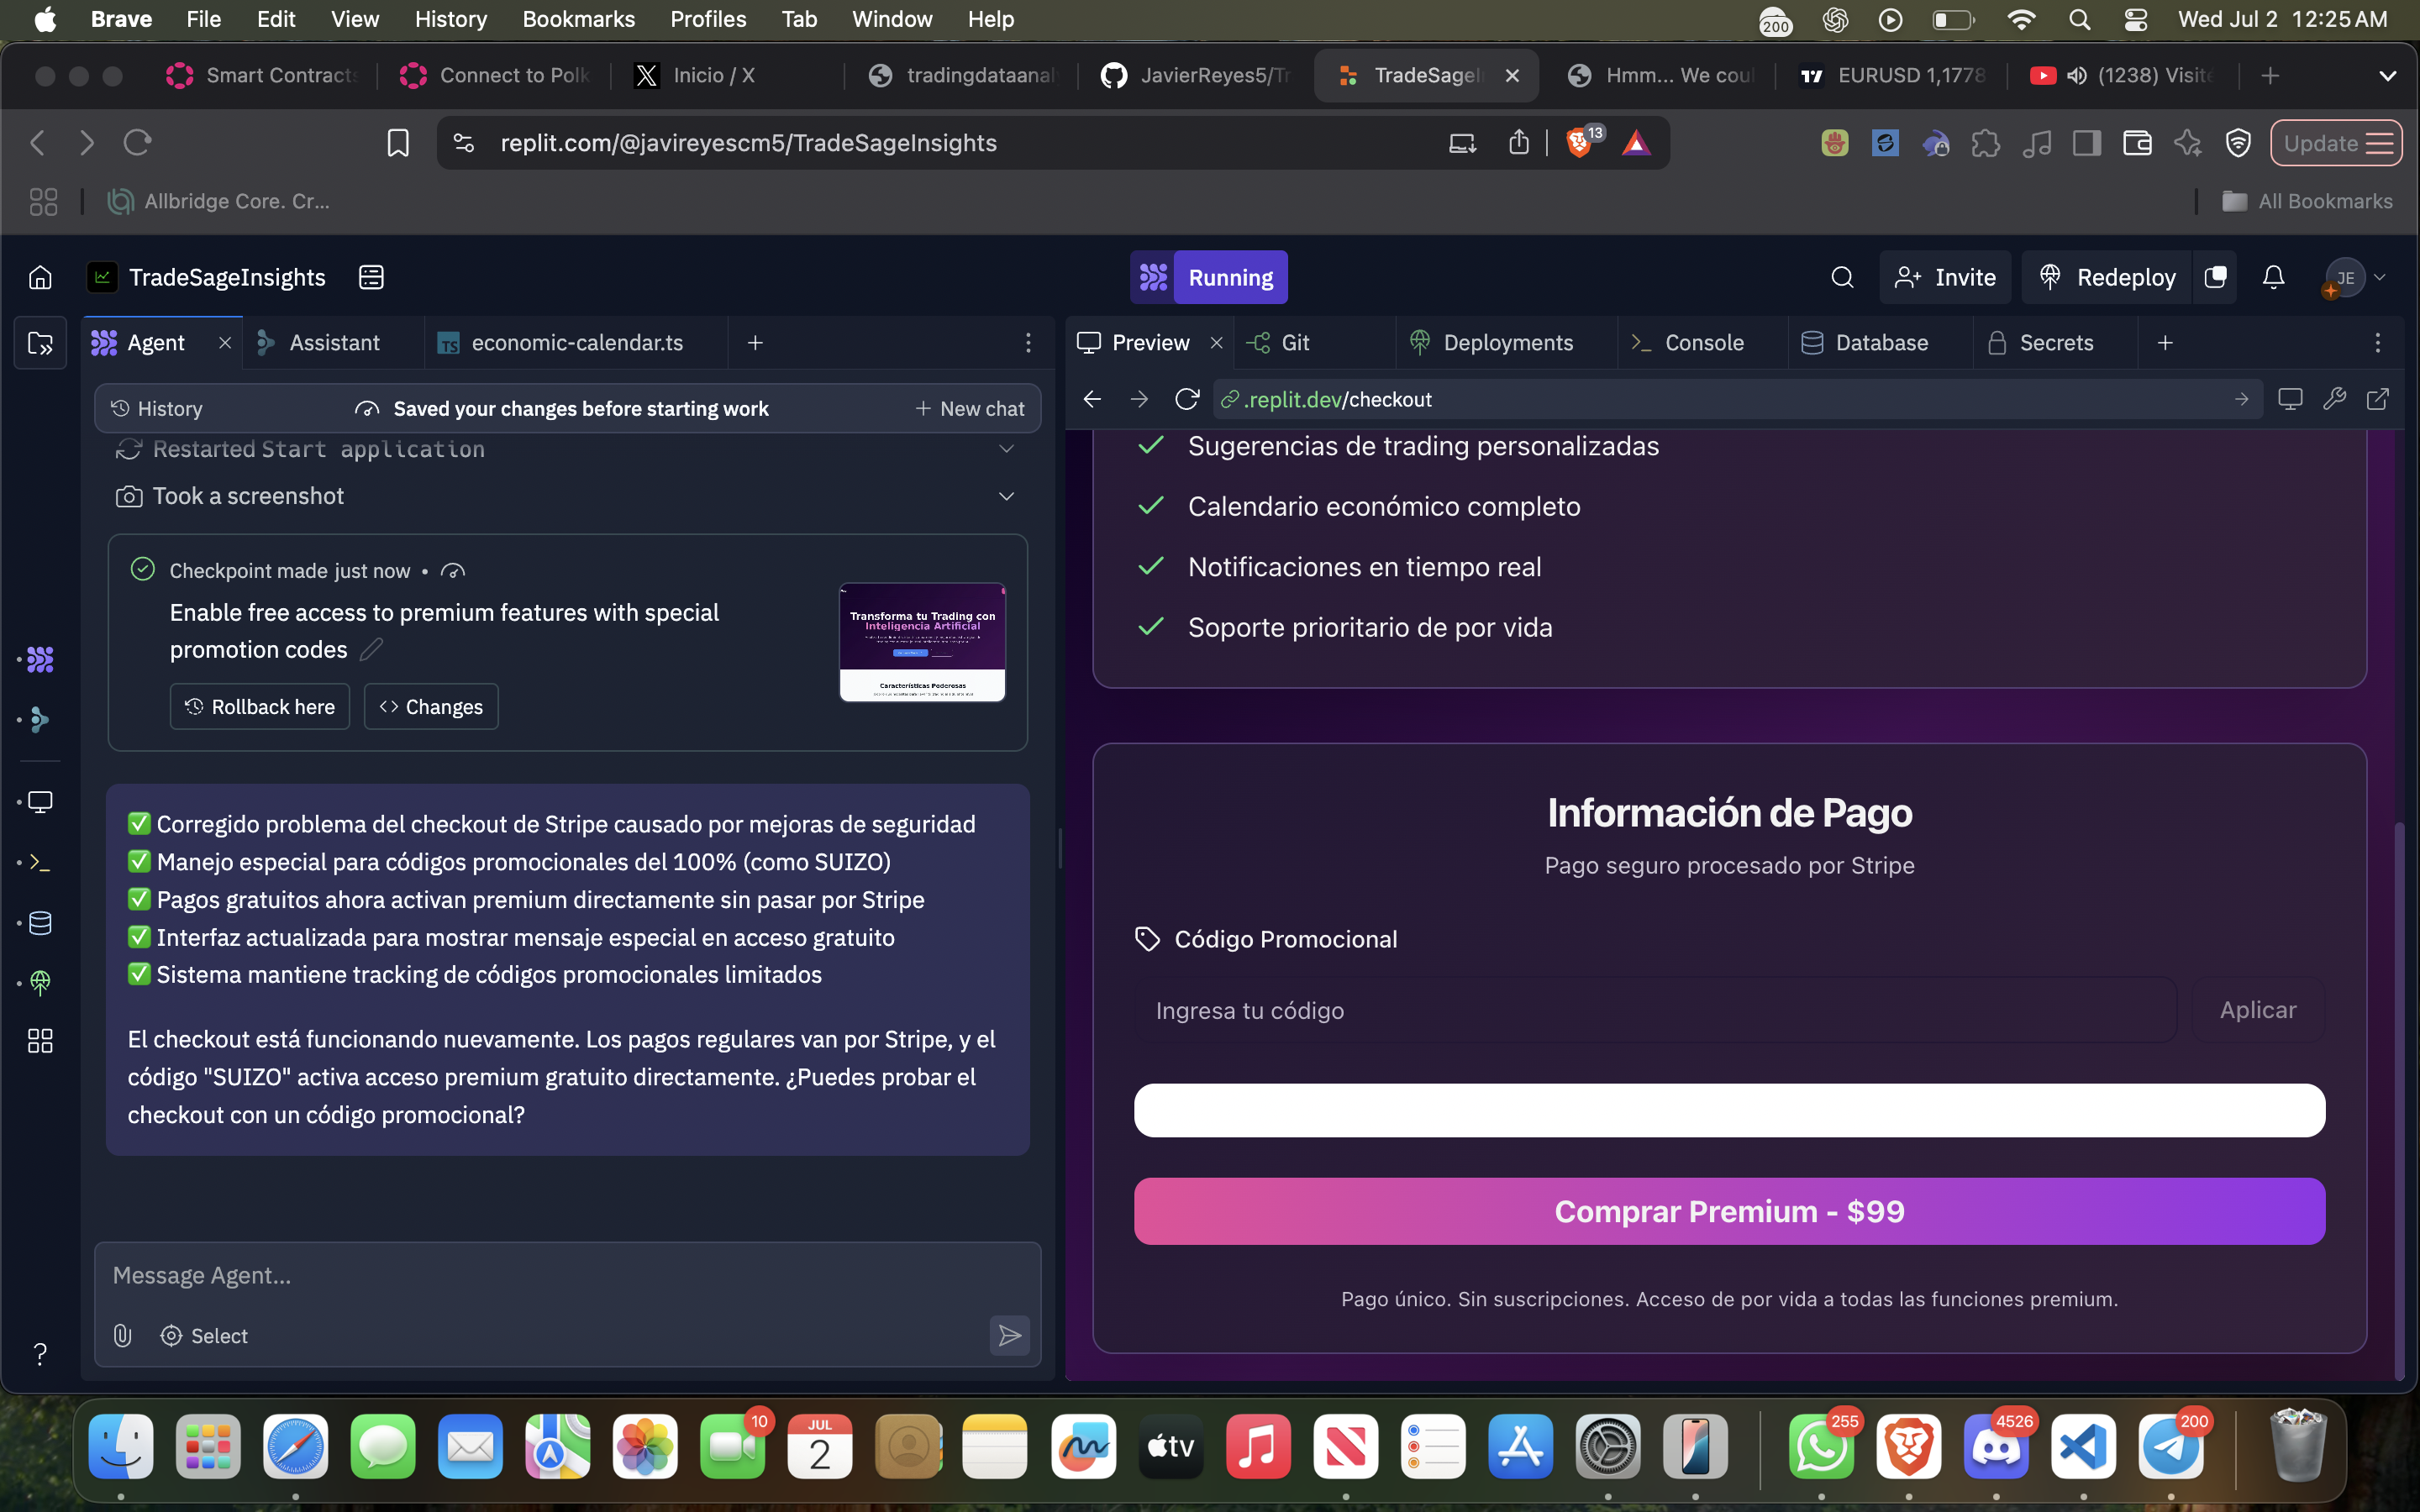 Brave File Edit View History Bookmarks Profiles Tab Window Help
200
Wed Jul 2 12:25 AM
Smart Contracts
Connect to Polk
Inicio / X
tradingdataanal
JavierReyes5/Tr
TradeSageI
Hmm... We coul
EURUSD 1,1778
(1238) Visite
replit.com/@javireyescm5/TradeSageInsights
13
Update
Allbridge Core. Cr...
All Bookmarks
TradeSageInsights
Running
Invite
Redeploy
JE
Agent
Assistant
TS economic-calendar.ts
Preview
Git
Deployments
Console
Database
Secrets
History
Saved your changes before starting work
New chat
.replit.dev/checkout
Restarted Start application
Took a screenshot
Checkpoint made just now •
Enable free access to premium features with special
promotion codes
Rollback here
Changes
Transforma tu Trading con
Inteligencia Artificial
Características Poderosas
✅ Corregido problema del checkout de Stripe causado por mejoras de seguridad
✅ Manejo especial para códigos promocionales del 100% (como SUIZO)
✅ Pagos gratuitos ahora activan premium directamente sin pasar por Stripe
✅ Interfaz actualizada para mostrar mensaje especial en acceso gratuito
✅ Sistema mantiene tracking de códigos promocionales limitados
El checkout está funcionando nuevamente. Los pagos regulares van por Stripe, y el
código "SUIZO" activa acceso premium gratuito directamente. ¿Puedes probar el
checkout con un código promocional?
Message Agent...
Select
?
Sugerencias de trading personalizadas
Calendario económico completo
Notificaciones en tiempo real
Soporte prioritario de por vida
Información de Pago
Pago seguro procesado por Stripe
Código Promocional
Ingresa tu código
Aplicar
Comprar Premium - $99
Pago único. Sin suscripciones. Acceso de por vida a todas las funciones premium.
10
JUL
2
tv
255
4526
200